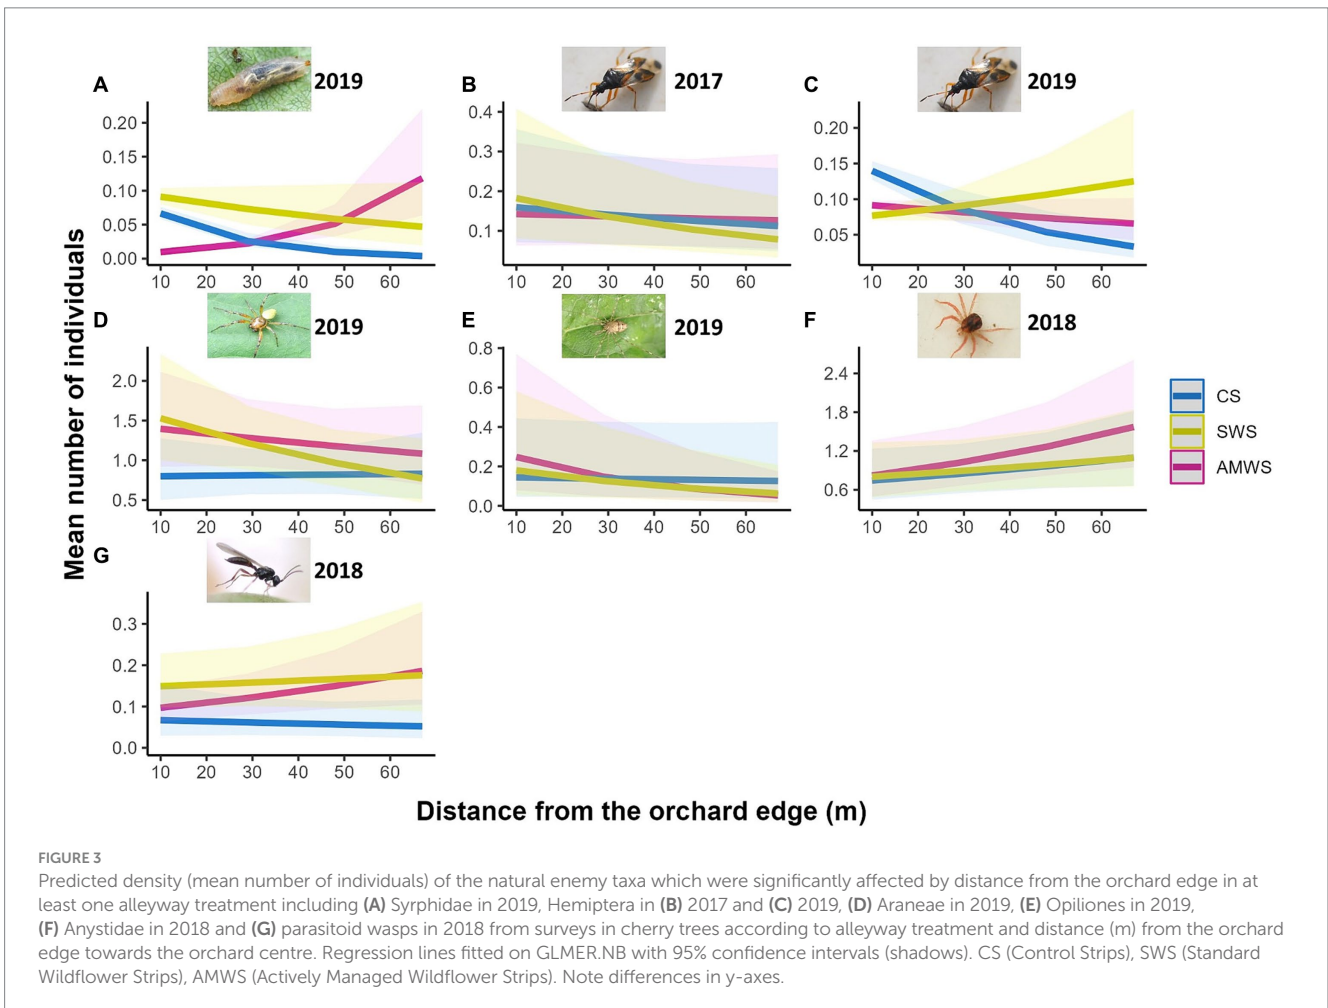 A 2019
0.20
0.15
0.10
0.05
0.00
10 20 30 40 50 60
B 2017
0.4
0.3
0.2
0.1
10 20 30 40 50 60
C 2019
0.20
0.15
0.10
0.05
10 20 30 40 50 60
D 2019
2.0
1.5
1.0
0.5
10 20 30 40 50 60
E 2019
0.8
0.6
0.4
0.2
0.0
10 20 30 40 50 60
F 2018
2.4
1.8
1.2
0.6
10 20 30 40 50 60
CS
SWS
AMWS
G 2018
0.3
0.2
0.1
0.0
10 20 30 40 50 60
Mean number of individuals
Distance from the orchard edge (m)
FIGURE 3
Predicted density (mean number of individuals) of the natural enemy taxa which were significantly affected by distance from the orchard edge in at
least one alleyway treatment including (A) Syrphidae in 2019, Hemiptera in (B) 2017 and (C) 2019, (D) Araneae in 2019, (E) Opiliones in 2019,
(F) Anystidae in 2018 and (G) parasitoid wasps in 2018 from surveys in cherry trees according to alleyway treatment and distance (m) from the orchard
edge towards the orchard centre. Regression lines fitted on GLMER.NB with 95% confidence intervals (shadows). CS (Control Strips), SWS (Standard
Wildflower Strips), AMWS (Actively Managed Wildflower Strips). Note differences in y-axes.